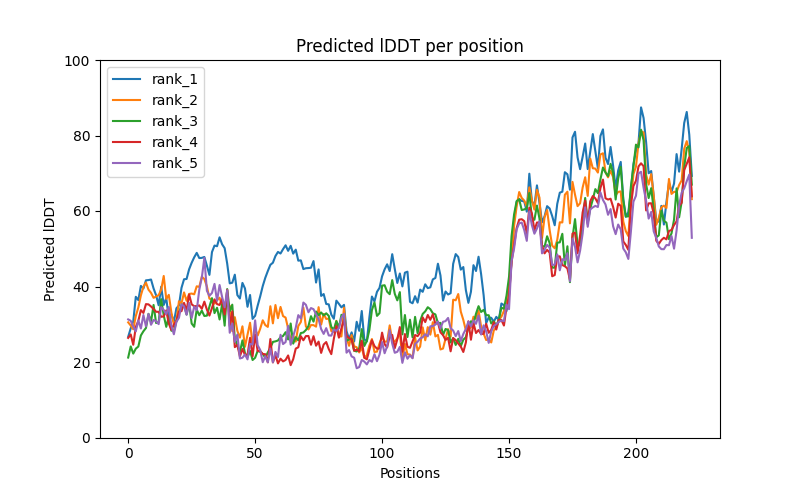 Predicted lDDT per position
100
80
60
40
20
0
Predicted lDDT
rank_1
rank_2
rank_3
rank_4
rank_5
0
50
100
150
200
Positions